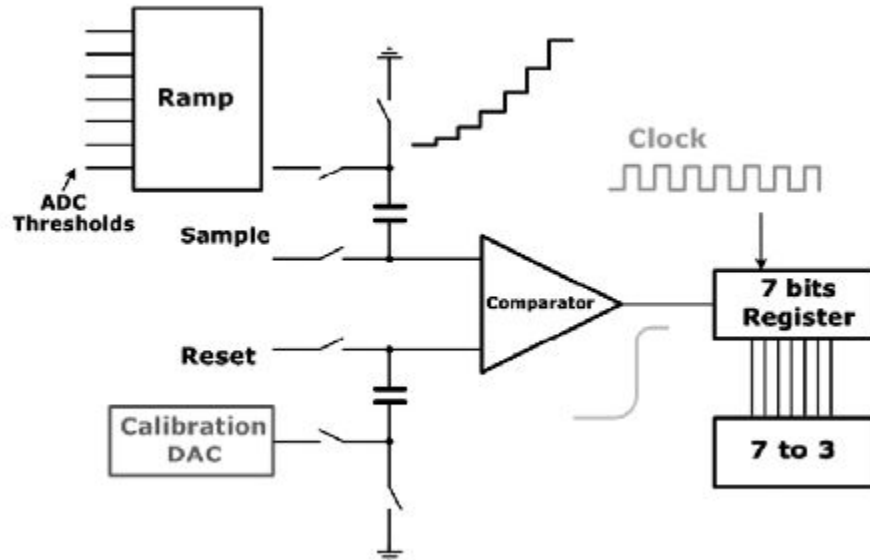 Ramp
ADC
Thresholds
Clock
Sample
Comparator
7 bits
Register
Reset
Calibration
DAC
7 to 3